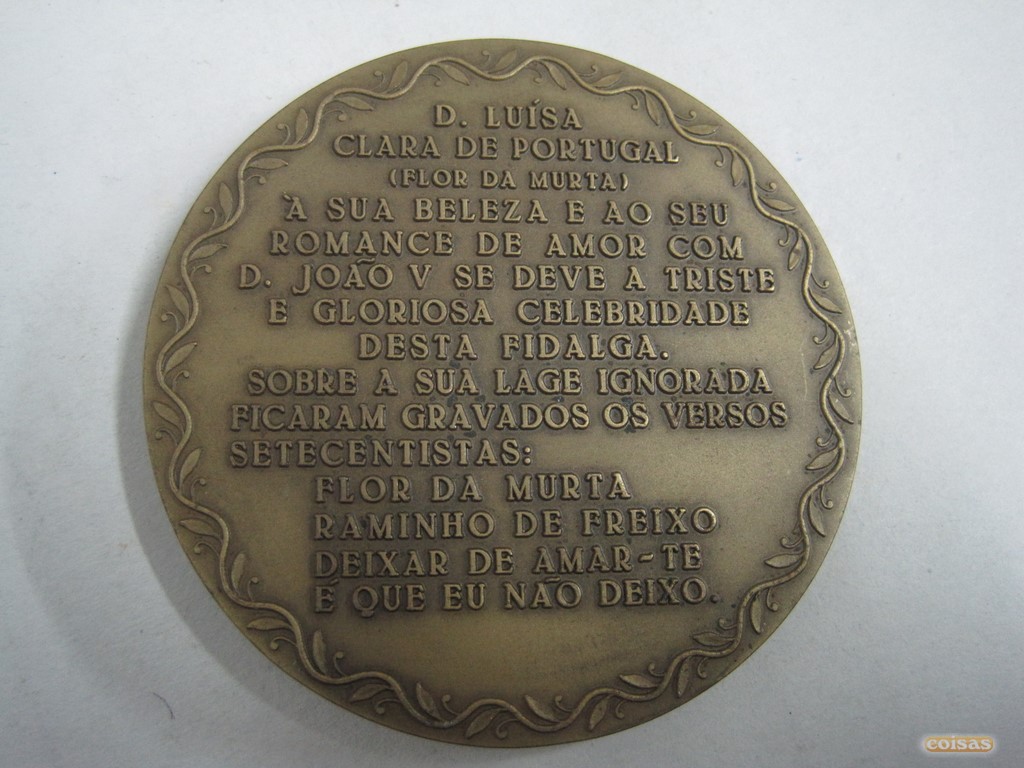 D. LUÍSA
CLARA DE PORTUGAL
(FLOR DA MURTA)
À SUA BELEZA E AO SEU
ROMANCE DE AMOR COM
D. JOÃO V SE DEVE A TRISTE
E GLORIOSA CELEBRIDADE
DESTA FIDALGA.
SOBRE A SUA LAGE IGNORADA
FICARAM GRAVADOS OS VERSOS
SETECENTISTAS:
FLOR DA MURTA
RAMINHO DE FREIXO
DEIXAR DE AMAR-TE
É QUE EU NÃO DEIXO.
coisas